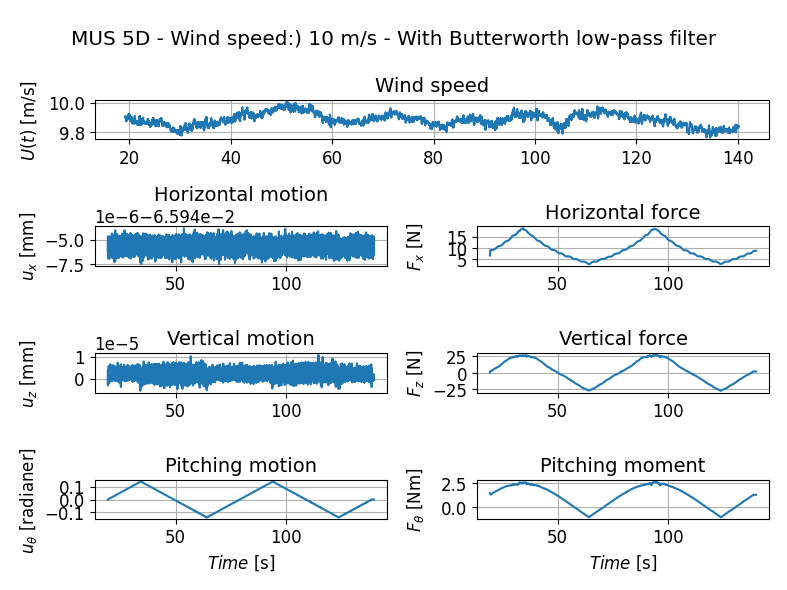 MUS 5D - Wind speed:) 10 m/s - With Butterworth low-pass filter
Wind speed
U(t) [m/s]
10.0
9.8
20 40 60 80 100 120 140
Horizontal motion
1e−6−6.594e−2
u_x [mm]
−5.0
−7.5
50 100
Horizontal force
F_x [N]
15
10
5
50 100
Vertical motion
1e−5
u_z [mm]
1
0
50 100
Vertical force
F_z [N]
25
0
−25
50 100
Pitching motion
u_θ [radianer]
0.1
0.1
0.0
−0.1
50 100
Time [s]
Pitching moment
F_θ [Nm]
2.5
0.0
50 100
Time [s]